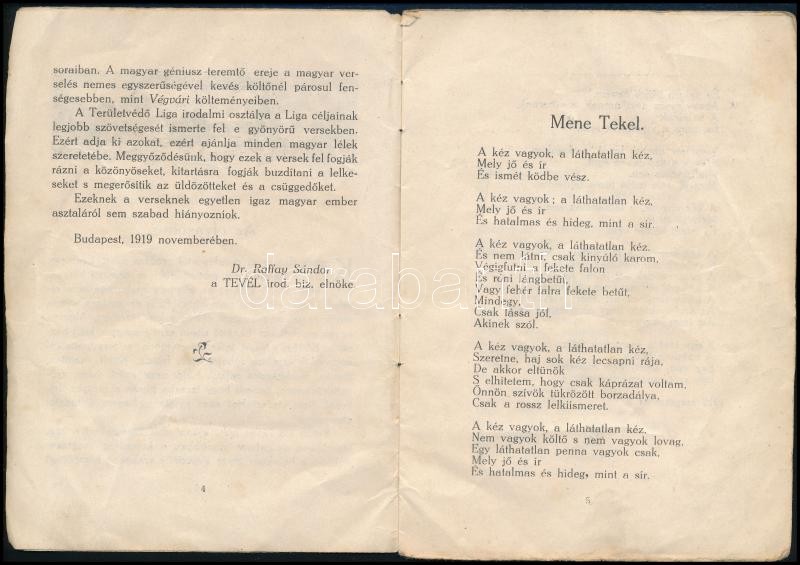 soraiban. A magyar géniusz teremtő ereje a magyar ver-
selés nemes egyszerűségével kevés költőnél párosul fen-
ségesebben, mint Végvári költeményeiben.
A Területvédő Liga irodalmi osztálya a Liga céljainak
legjobb szövetségesét ismerte fel e gyönyörű versekben.
Ezért adja ki azokat, ezért ajánlja minden magyar lélek
szeretetébe. Meggyőződésünk, hogy ezek a versek fel fogják
rázni a közönyöseket, kitartásra fogják buzdítani a lelke-
seket s megerősítik az üldözötteket és a csüggedőket.
Ezeknek a verseknek egyetlen igaz magyar ember
asztaláról sem szabad hiányozniok.
Budapest, 1919 novemberében.
Dr. Raffay Sándor
a TEVÉL irod. biz. elnöke
4
Mene Tekel.
A kéz vagyok, a láthatatlan kéz,
Mely jő és ír
És ismét ködbe vész.
A kéz vagyok; a láthatatlan kéz,
Mely jő és ír
És hatalmas és hideg, mint a sír.
A kéz vagyok, a láthatatlan kéz.
És nem látni, csak kinyúló karom,
Végigfutni a fekete falon
És róni lángbetűt,
Vagy fehér falra fekete betűt,
Mindegy,
Csak lássa jól,
Akinek szól.
A kéz vagyok, a láthatatlan kéz,
Szeretne, haj sok kéz lecsapni rája,
De akkor eltünök
S elhitetem, hogy csak káprázat voltam,
Önnön szívök tükrözött borzadálya,
Csak a rossz lelkiismeret.
A kéz vagyok, a láthatatlan kéz,
Nem vagyok költő s nem vagyok lovag,
Egy láthatatlan penna vagyok csak,
Mely jő és ír
És hatalmas és hideg, mint a sír.
5
darabanth.com